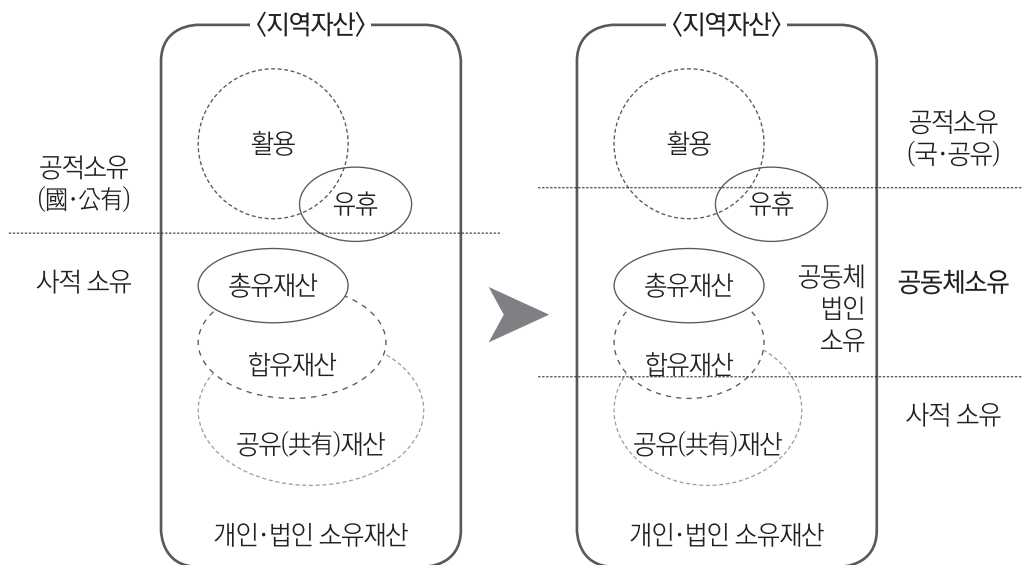 〈지역자산〉
활용
공적소유
(國·公有)
유휴
사적 소유
총유재산
합유재산
공유(共有)재산
개인·법인 소유재산
〈지역자산〉
활용
공적소유
(국·공유)
유휴
총유재산
공동체
법인
소유
공동체소유
합유재산
사적 소유
공유(共有)재산
개인·법인 소유재산